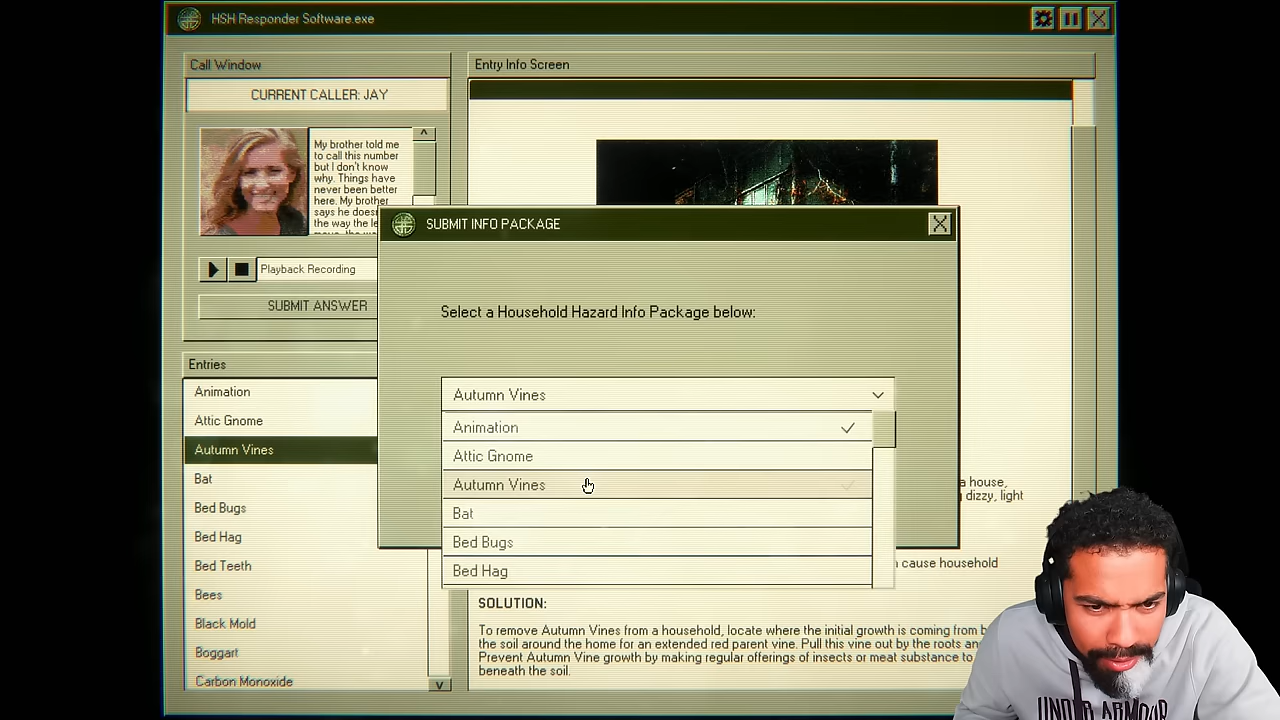 HSH Responder Software.exe
Call Window
CURRENT CALLER: JAY
My brother told me
to call this number
but I don't know
why. Things have
never been better
here. My brother
says he
the way the
Playback Recording
SUBMIT ANSWER
Entries
Animation
Attic Gnome
Autumn Vines
Bat
Bed Bugs
Bed Hag
Bed Teeth
Bees
Black Mold
Boggart
Carbon Monoxide
Entry Info Screen
SUBMIT INFO PACKAGE
Select a Household Hazard Info Package below:
Autumn Vines
Animation
Attic Gnome
Autumn Vines
Bat
Bed Bugs
Bed Hag
a house,
dizzy, light
cause household
SOLUTION:
To remove Autumn Vines from a household, locate where the initial growth is coming from
the soil around the home for an extended red parent vine. Pull this vine out by the roots
Prevent Autumn Vine growth by making regular offerings of insects or meat substance to
beneath the soil.
UNDER ARMOUR